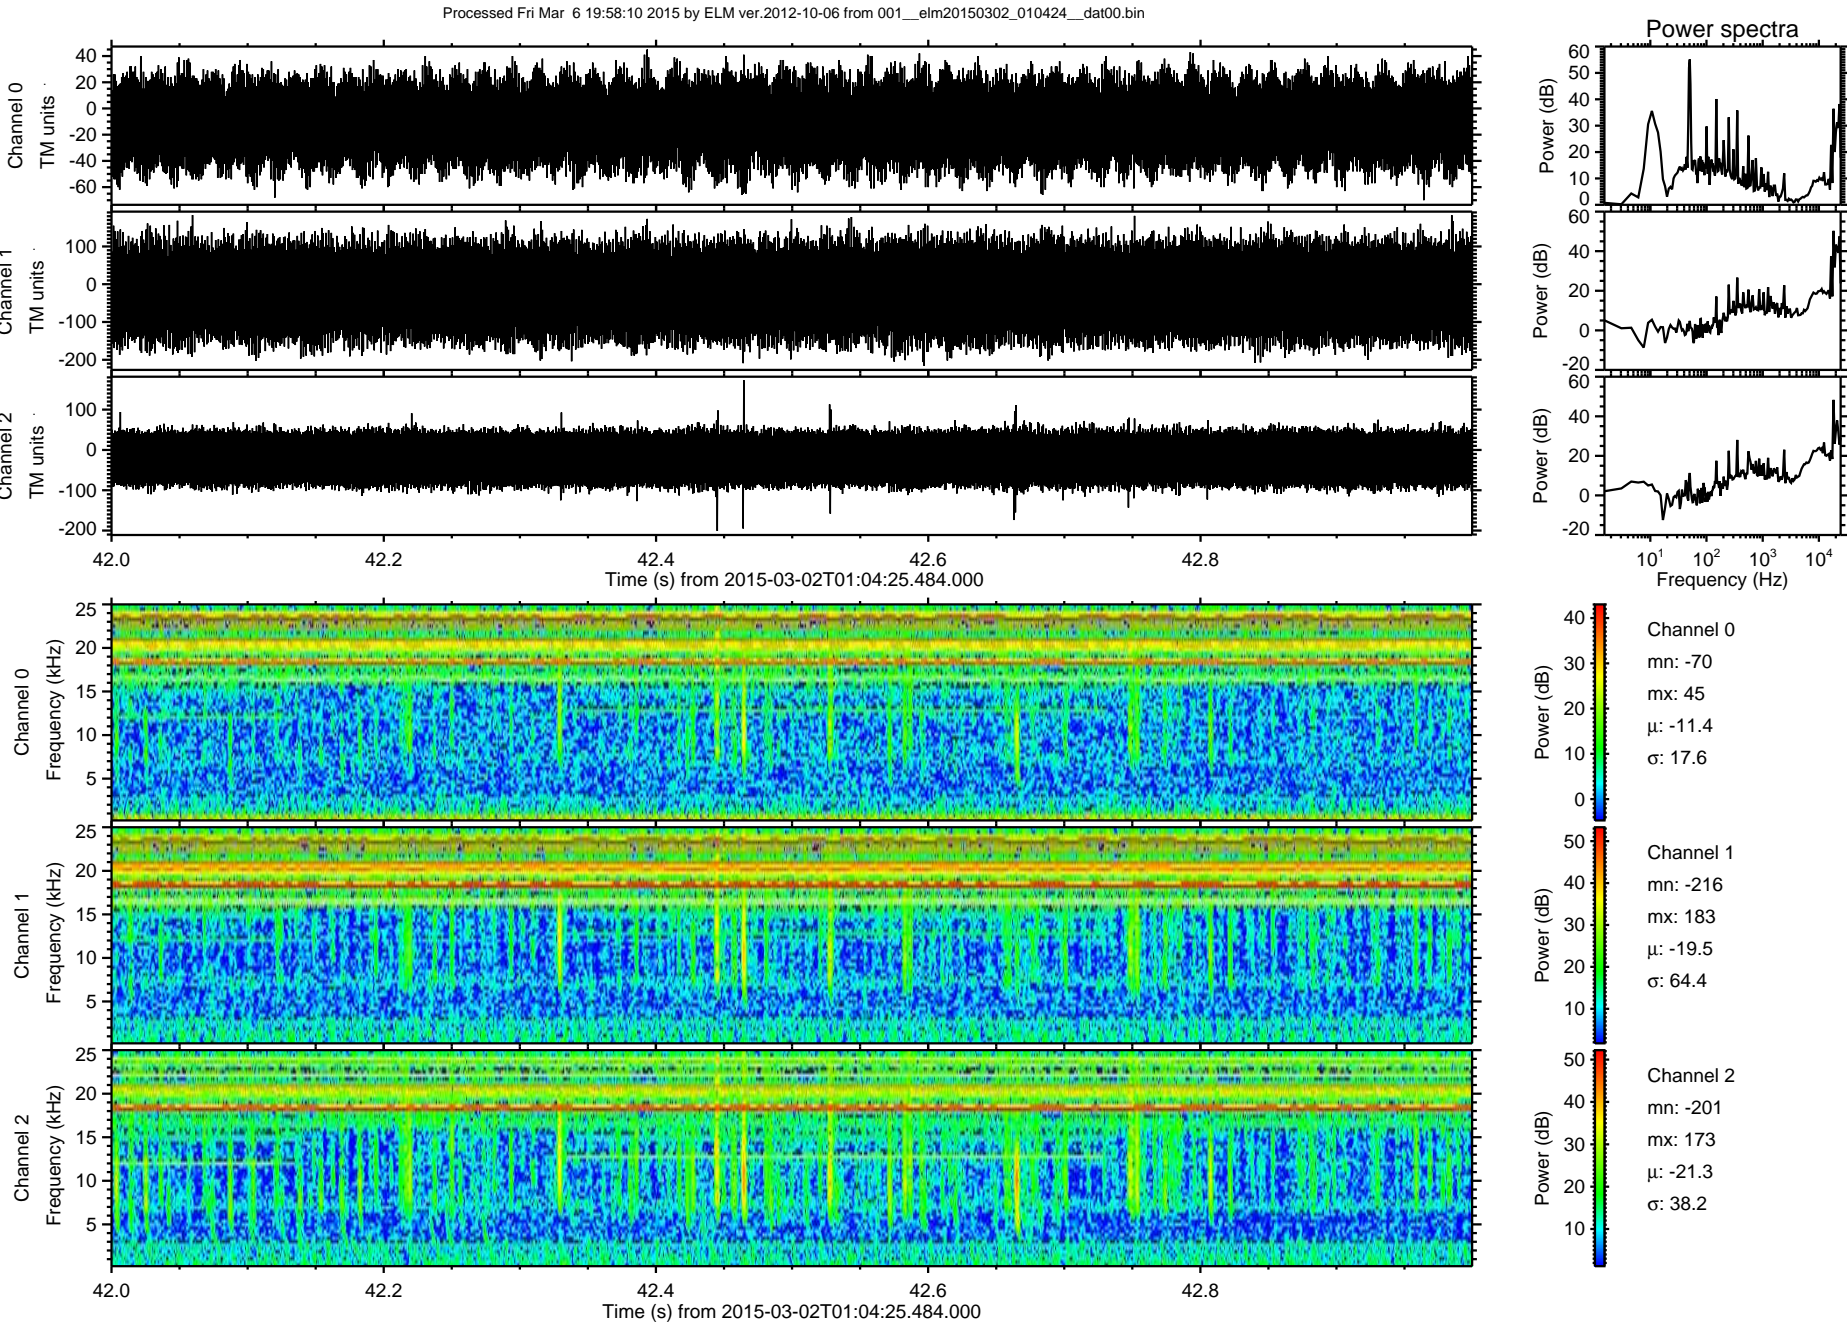 Processed Fri Mar  6 19:58:10 2015 by ELM ver.2012-10-06 from 001__elm20150302_010424__dat00.bin
Power spectra
Channel 0
TM units
40
20
0
-20
-40
-60
Power (dB)
60
50
40
30
20
10
0
Channel 1
TM units
100
0
-100
-200
Power (dB)
60
40
20
0
-20
Channel 2
TM units
100
0
-100
-200
Power (dB)
60
40
20
0
-20
42.0 42.2 42.4 42.6 42.8
Time (s) from 2015-03-02T01:04:25.484.000
10^1 10^2 10^3 10^4
Frequency (Hz)
Channel 0
Frequency (kHz)
25
20
15
10
5
Power (dB)
40
30
20
10
0
Channel 0
mn: -70
mx: 45
μ: -11.4
σ: 17.6
Channel 1
Frequency (kHz)
25
20
15
10
5
Power (dB)
50
40
30
20
10
Channel 1
mn: -216
mx: 183
μ: -19.5
σ: 64.4
Channel 2
Frequency (kHz)
25
20
15
10
5
Power (dB)
50
40
30
20
10
Channel 2
mn: -201
mx: 173
μ: -21.3
σ: 38.2
42.0 42.2 42.4 42.6 42.8
Time (s) from 2015-03-02T01:04:25.484.000